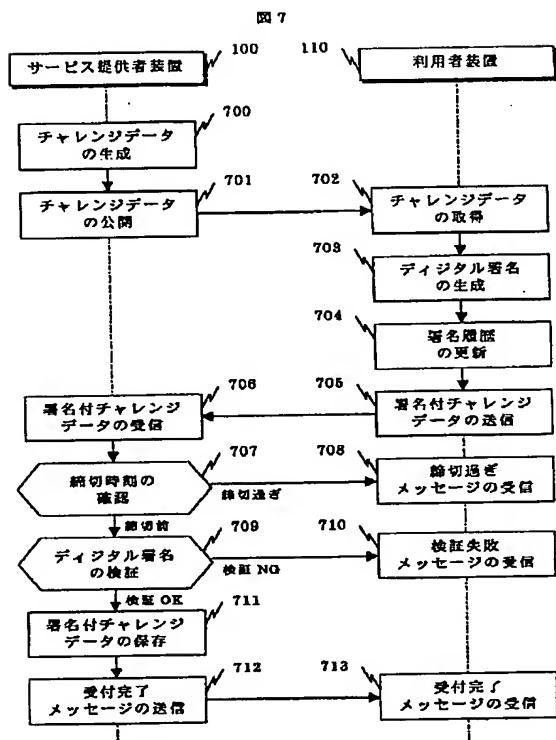 図7
サービス提供者装置
100
110
利用者装置
700
チャレンジデータ
の生成
701
チャレンジデータ
の公開
702
チャレンジデータ
の取得
703
ディジタル署名
の生成
704
署名履歴
の更新
706
署名付チャレンジ
データの受信
705
署名付チャレンジ
データの送信
707
締切時刻の
確認
締切過ぎ
708
締切過ぎ
メッセージの受信
締切前
709
ディジタル署名
の検証
検証 NG
710
検証失敗
メッセージの受信
検証 OK
711
署名付チャレンジ
データの保存
712
受付完了
メッセージの送信
713
受付完了
メッセージの受信